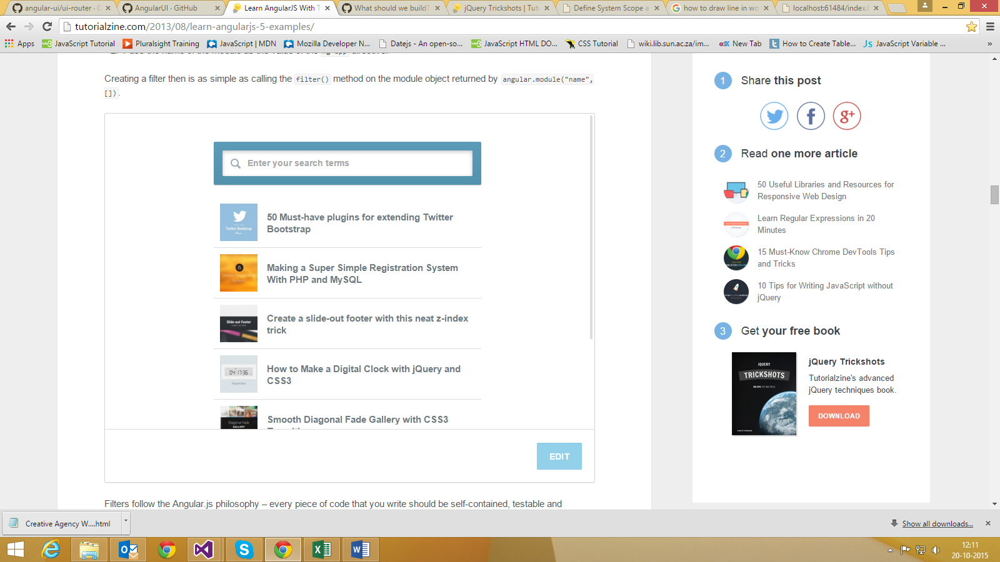 angular-ui/ui-router · G
AngularUI · GitHub
Learn AngularJS With T
What should we build?
jQuery Trickshots | Tut
Define System Scope a
how to draw line in wo
localhost:61484/index.h
tutorialzine.com/2013/08/learn-angularjs-5-examples/
Apps
JavaScript Tutorial
Pluralsight Training
JavaScript | MDN
Mozilla Developer N...
Datejs - An open-so...
JavaScript HTML DO...
CSS Tutorial
wiki.lib.sun.ac.za/im...
New Tab
How to Create Table...
JavaScript Variable ...
»
Creating a filter then is as simple as calling the filter() method on the module object returned by angular.module("name",
[]).
Enter your search terms
50 Must-have plugins for extending Twitter
Bootstrap
Making a Super Simple Registration System
With PHP and MySQL
Create a slide-out footer with this neat z-index
trick
How to Make a Digital Clock with jQuery and
CSS3
Smooth Diagonal Fade Gallery with CSS3
EDIT
Filters follow the Angular.js philosophy – every piece of code that you write should be self-contained, testable and
1 Share this post
2 Read one more article
50 Useful Libraries and Resources for
Responsive Web Design
Learn Regular Expressions in 20
Minutes
15 Must-Know Chrome DevTools Tips
and Tricks
10 Tips for Writing JavaScript without
jQuery
3 Get your free book
JQUERY
TRICKSHOTS
jQuery Trickshots
Tutorialzine's advanced
jQuery techniques book.
DOWNLOAD
Creative Agency W....html
Show all downloads...
12:11
20-10-2015